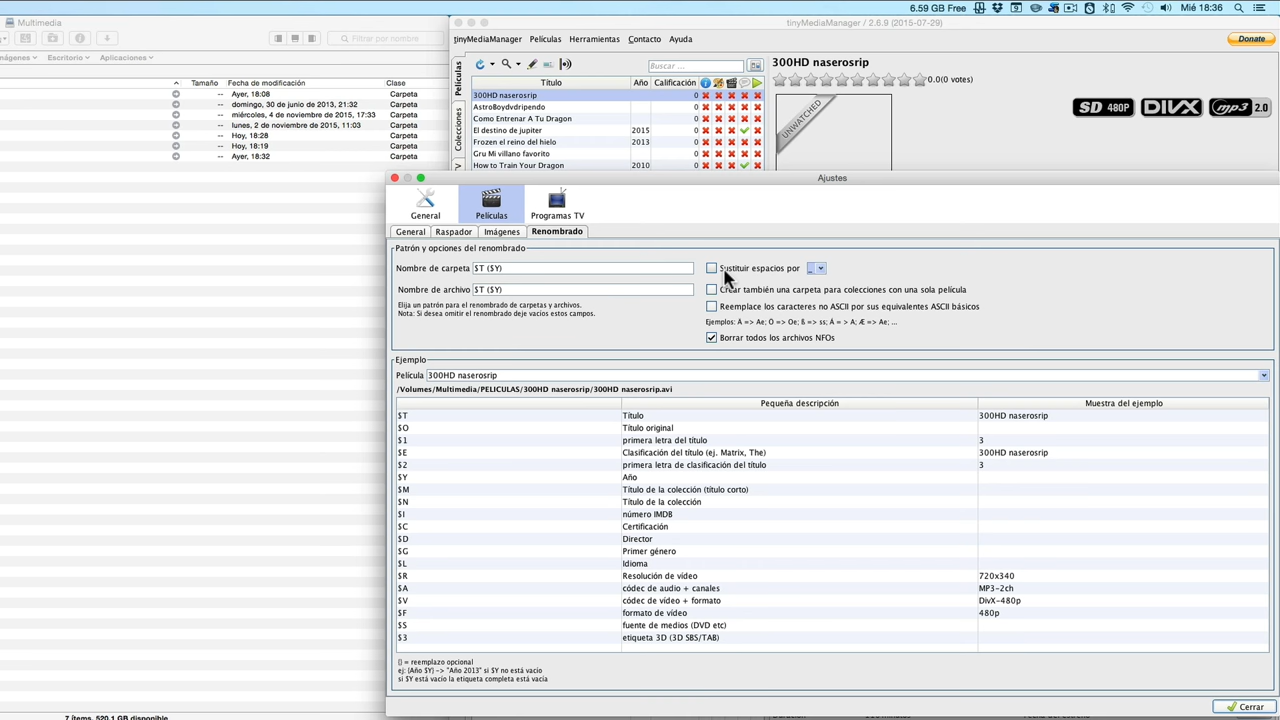 6.59 GB Free
Mié 18:36
Multimedia
tinyMediaManager / 2.6.9 (2015-07-29)
Filtrar por nombre
tinyMediaManager Películas Herramientas Contacto Ayuda
Donate
mágenes Escritorio Aplicaciones
Buscar ...
300HD naserosrip
0.0(0 votes)
Tamaño Fecha de modificación Clase
-- Ayer, 18:08 Carpeta
-- domingo, 30 de junio de 2013, 21:32 Carpeta
-- miércoles, 4 de noviembre de 2015, 17:33 Carpeta
-- lunes, 2 de noviembre de 2015, 11:03 Carpeta
-- Hoy, 18:28 Carpeta
-- Hoy, 18:19 Carpeta
-- Ayer, 18:32 Carpeta
Películas
Colecciones
Título Año Calificación
300HD naserosrip 0
AstroBoydvdripendo 0
Como Entrenar A Tu Dragon 0
El destino de jupiter 2015 0
Frozen el reino del hielo 2013 0
Gru Mi villano favorito 0
How to Train Your Dragon 2010 0
UNWATCHED
SD 480P DIVX mp3 2.0
Ajustes
General Películas Programas TV
General Raspador Imágenes Renombrado
Patrón y opciones del renombrado
Nombre de carpeta $T ($Y)
Sustituir espacios por _
Nombre de archivo $T ($Y)
Crear también una carpeta para colecciones con una sola película
Elija un patrón para el renombrado de carpetas y archivos.
Nota: Si desea omitir el renombrado deje vacíos estos campos.
Reemplace los caracteres no ASCII por sus equivalentes ASCII básicos
Ejemplos: Ä => Ae; Ö => Oe; ß => ss; Á => A; Æ => Ae; ...
Borrar todos los archivos NFOs
Ejemplo
Película 300HD naserosrip
/Volumes/Multimedia/PELICULAS/300HD naserosrip/300HD naserosrip.avi
Pequeña descripción Muestra del ejemplo
$T Título 300HD naserosrip
$O Título original
$1 primera letra del título 3
$E Clasificación del título (ej. Matrix, The) 300HD naserosrip
$2 primera letra de clasificación del título 3
$Y Año
$M Título de la colección (título corto)
$N Título de la colección
$I número IMDB
$C Certificación
$D Director
$G Primer género
$L Idioma
$R Resolución de vídeo 720x340
$A códec de audio + canales MP3-2ch
$V códec de vídeo + formato DivX-480p
$F formato de vídeo 480p
$S fuente de medios (DVD etc)
$3 etiqueta 3D (3D SBS/TAB)
{} = reemplazo opcional
ej: {Año $Y} -> "Año 2013" si $Y no está vacío
si $Y está vacío la etiqueta completa esta vacía
Cerrar
7 ítems, 520.1 GB disponible